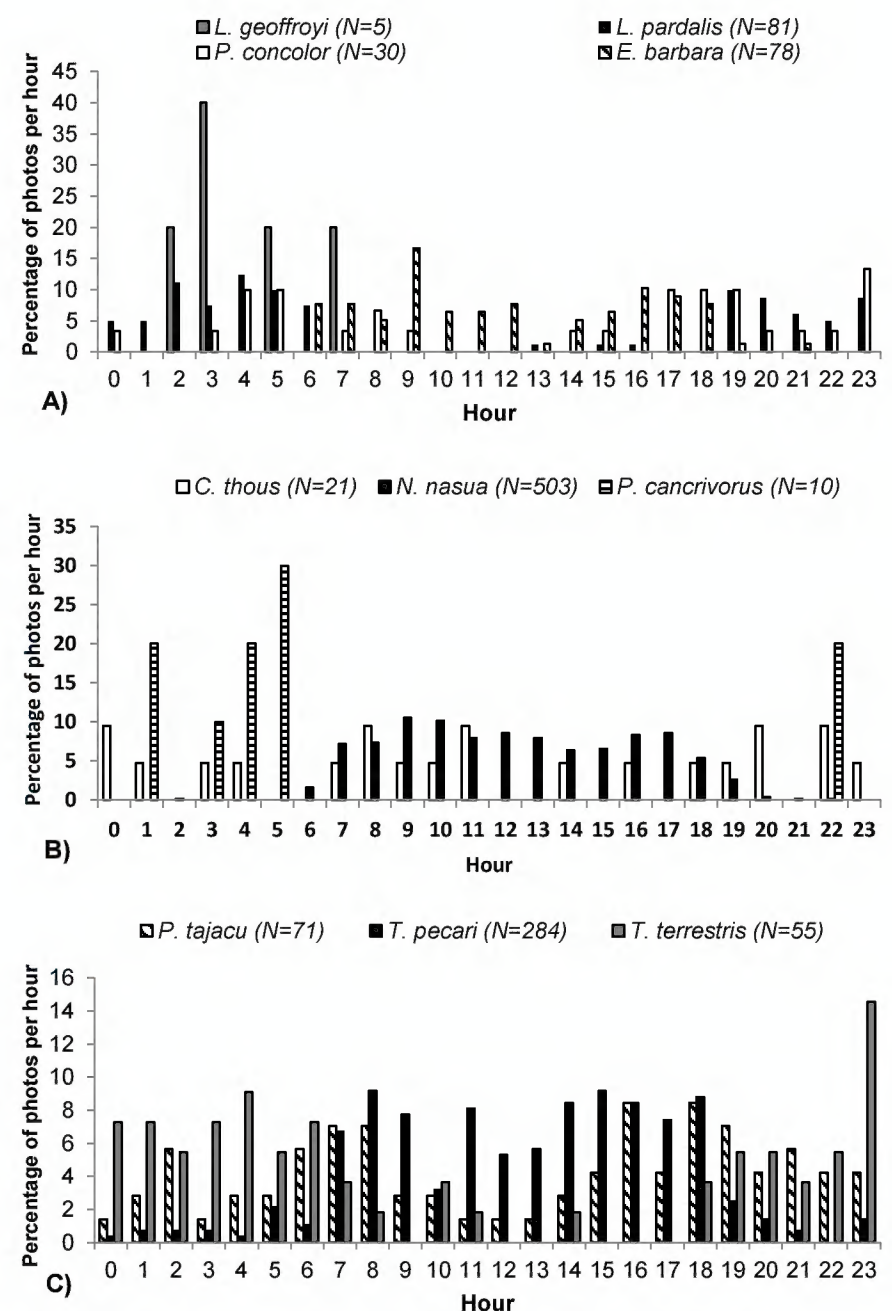 L. geoffroyi (N=5) L. pardalis (N=81)
P. concolor (N=30) E. barbara (N=78)
Percentage of photos per hour
45
40
35
30
25
20
15
10
5
0
0 1 2 3 4 5 6 7 8 9 10 11 12 13 14 15 16 17 18 19 20 21 22 23
A)
Hour
C. thous (N=21) N. nasua (N=503) P. cancrivorus (N=10)
Percentage of photos per hour
35
30
25
20
15
10
5
0
0 1 2 3 4 5 6 7 8 9 10 11 12 13 14 15 16 17 18 19 20 21 22 23
B)
Hour
P. tajacu (N=71) T. pecari (N=284) T. terrestris (N=55)
Percentage of photos per hour
16
14
12
10
8
6
4
2
0
0 1 2 3 4 5 6 7 8 9 10 11 12 13 14 15 16 17 18 19 20 21 22 23
C)
Hour